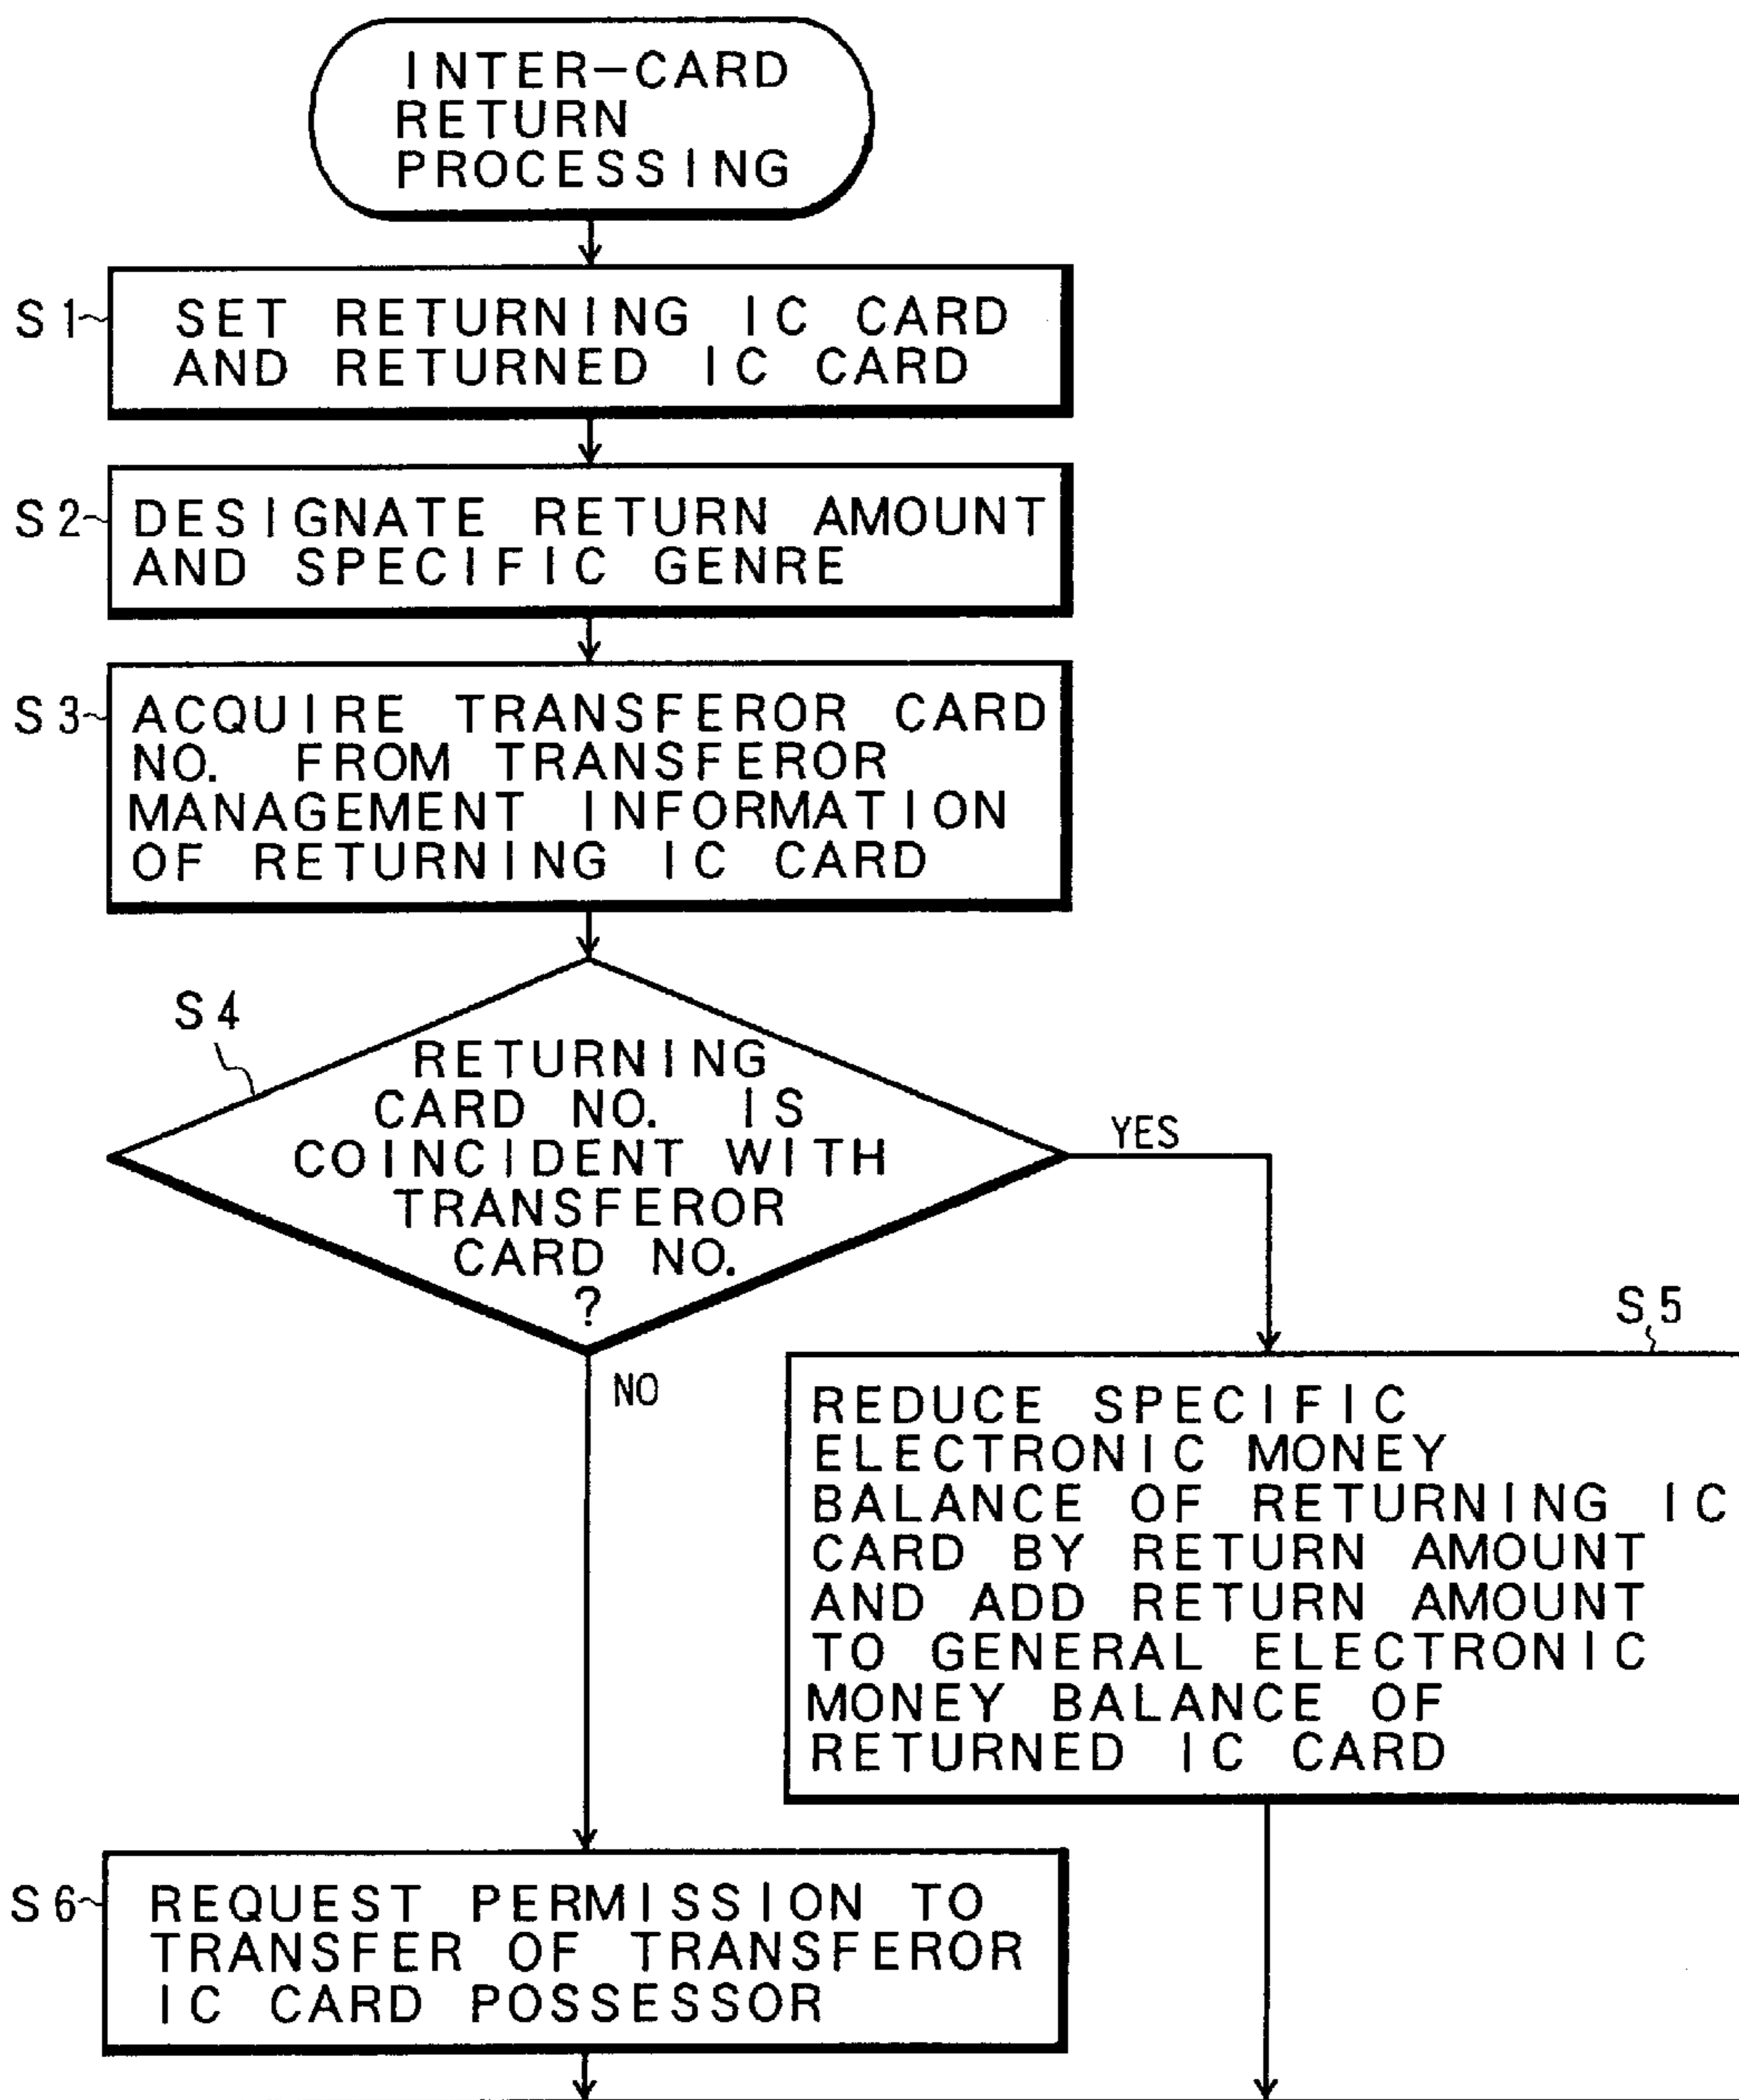 INTER-CARD
RETURN
PROCESSING
S1
SET RETURNING IC CARD
AND RETURNED IC CARD
S2
DESIGNATE RETURN AMOUNT
AND SPECIFIC GENRE
S3
ACQUIRE TRANSFEROR CARD
NO. FROM TRANSFEROR
MANAGEMENT INFORMATION
OF RETURNING IC CARD
S4
RETURNING
CARD NO. IS
COINCIDENT WITH
TRANSFEROR
CARD NO.
?
YES
NO
S5
REDUCE SPECIFIC
ELECTRONIC MONEY
BALANCE OF RETURNING IC
CARD BY RETURN AMOUNT
AND ADD RETURN AMOUNT
TO GENERAL ELECTRONIC
MONEY BALANCE OF
RETURNED IC CARD
S6
REQUEST PERMISSION TO
TRANSFER OF TRANSFEROR
IC CARD POSSESSOR